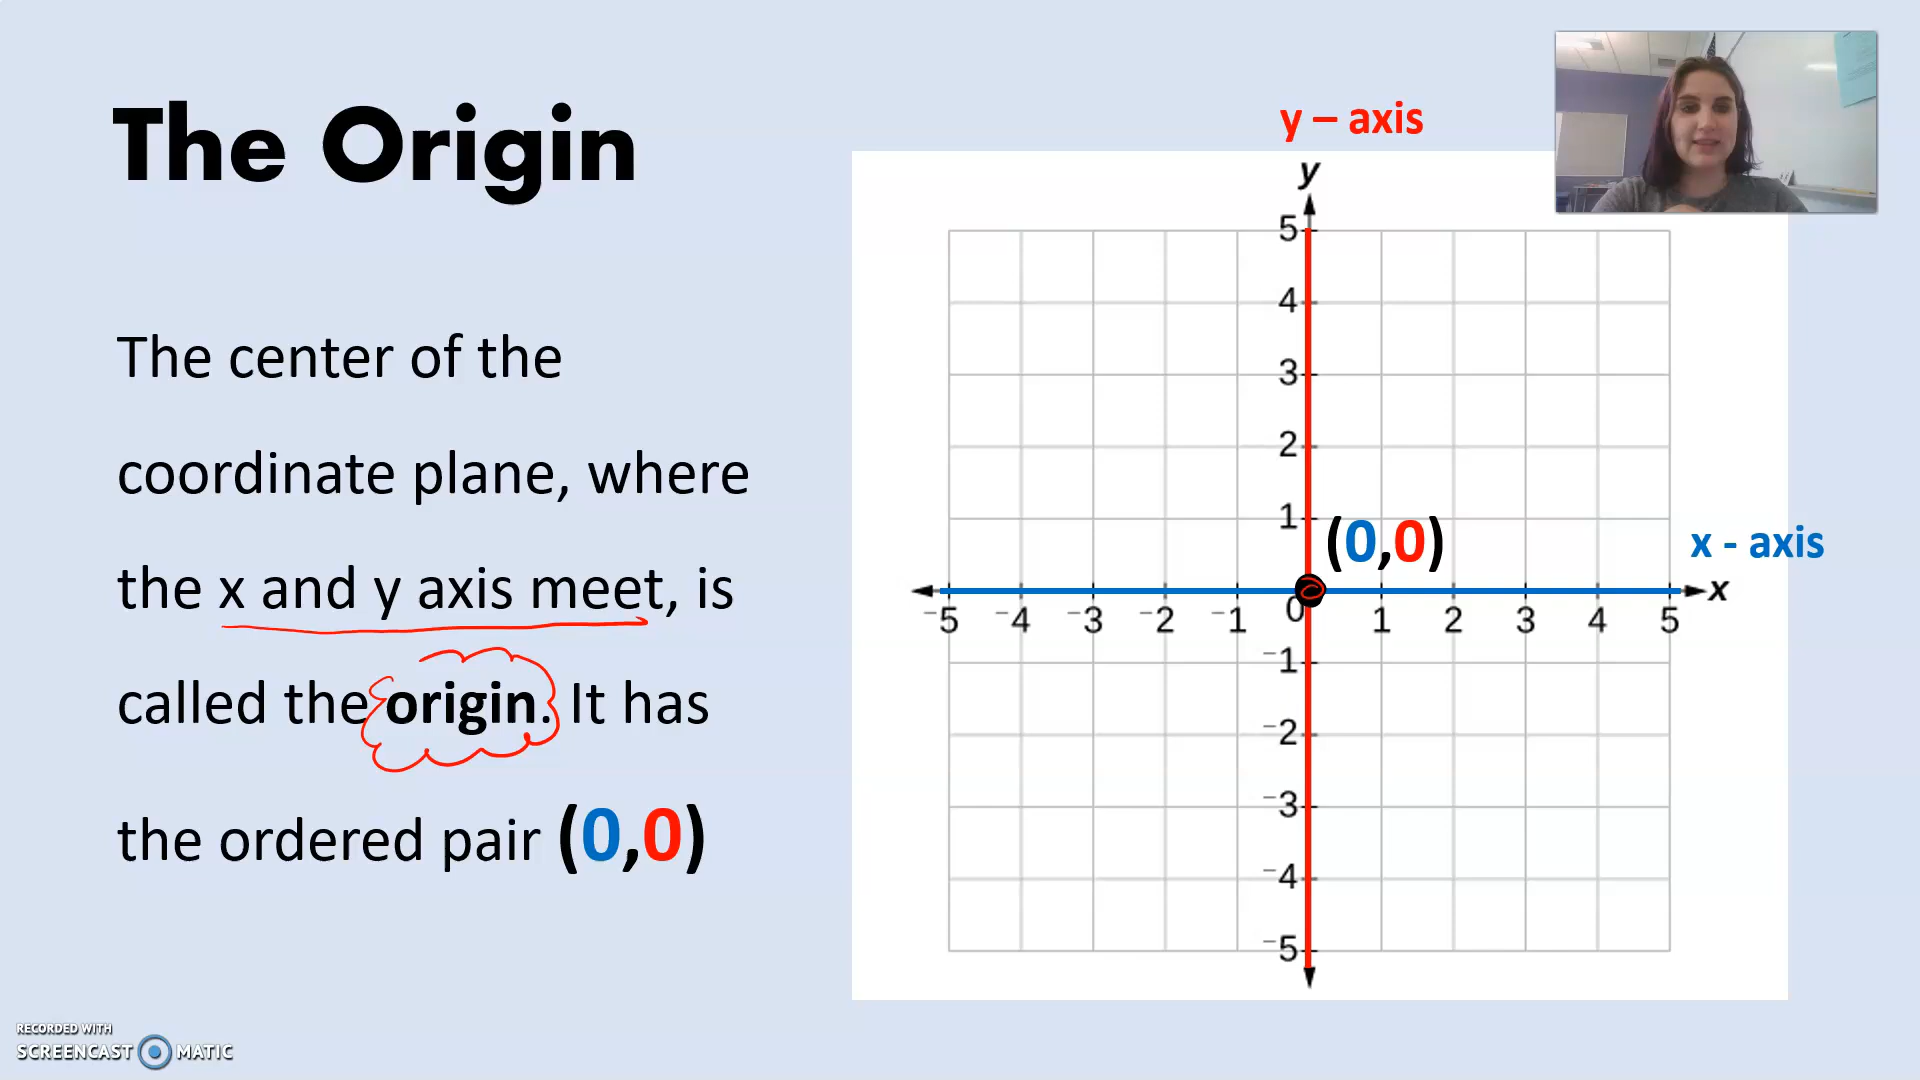 The Origin
The center of the
coordinate plane, where
the x and y axis meet, is
called the origin. It has
the ordered pair (0,0)
y – axis
y
5
4
3
2
1
(0,0)
x - axis
x
⁻5 ⁻4 ⁻3 ⁻2 ⁻1 0 1 2 3 4 5
⁻1
⁻2
⁻3
⁻4
⁻5
RECORDED WITH
SCREENCAST MATIC